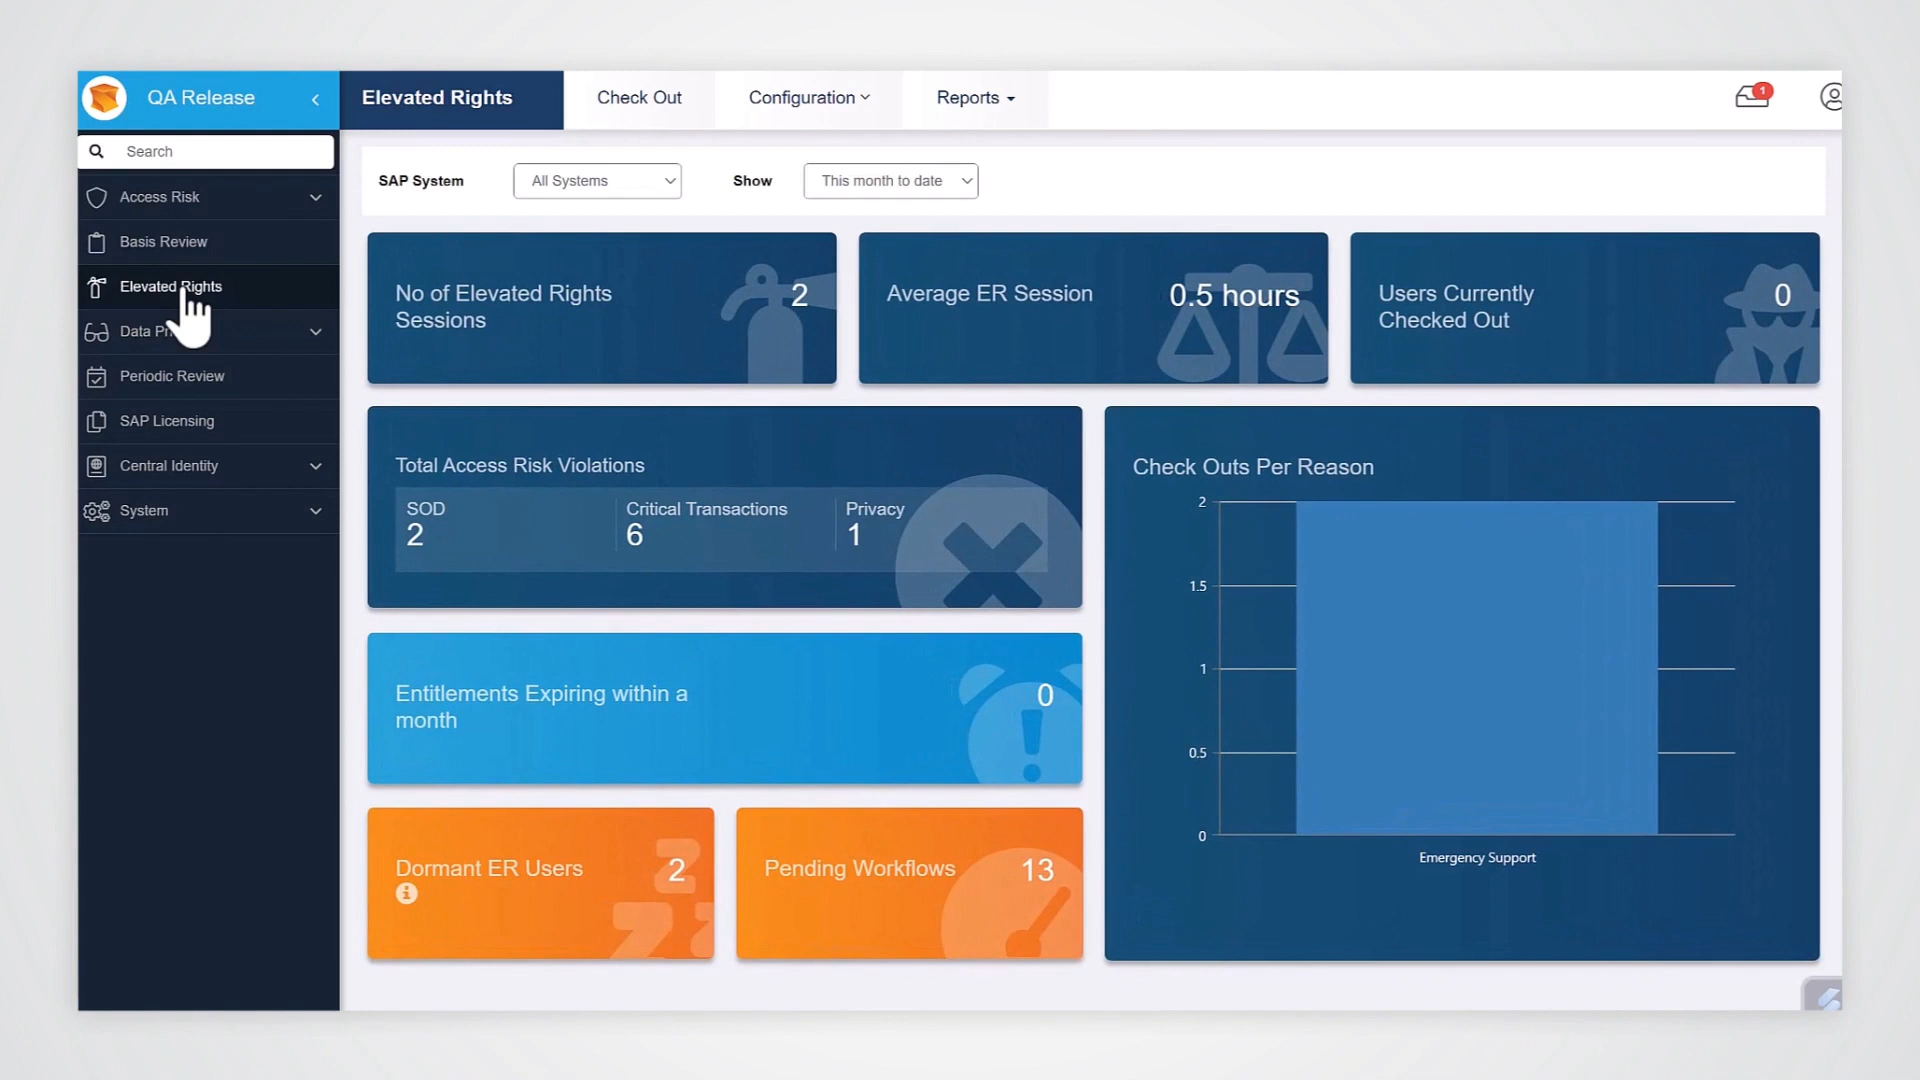 QA Release
Elevated Rights
Check Out
Configuration
Reports
1
Search
Access Risk
Basis Review
Elevated Rights
Data
Periodic Review
SAP Licensing
Central Identity
System
SAP System
All Systems
Show
This month to date
No of Elevated Rights
Sessions
2
Average ER Session
0.5 hours
Users Currently
Checked Out
0
Total Access Risk Violations
SOD
2
Critical Transactions
6
Privacy
1
Entitlements Expiring within a
month
0
Dormant ER Users
2
Pending Workflows
13
Check Outs Per Reason
2
1.5
1
0.5
0
Emergency Support